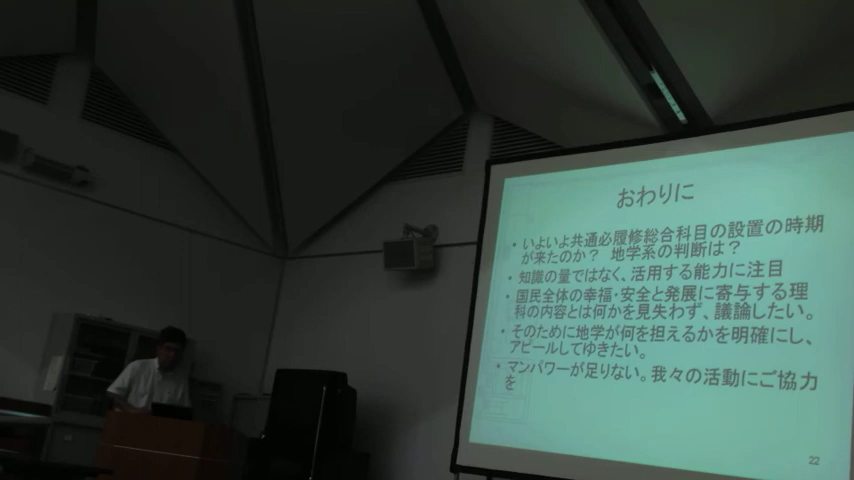 おわりに
• いよいよ共通必履修総合科目の設置の時期
が来たのか？ 地学系の判断は？
• 知識の量ではなく、活用する能力に注目
• 国民全体の幸福・安全と発展に寄与する理
科の内容とは何かを見失わず、議論したい。
• そのために地学が何を担えるかを明確にし、
アピールしてゆきたい。
• マンパワーが足りない。我々の活動にご協力
を
22